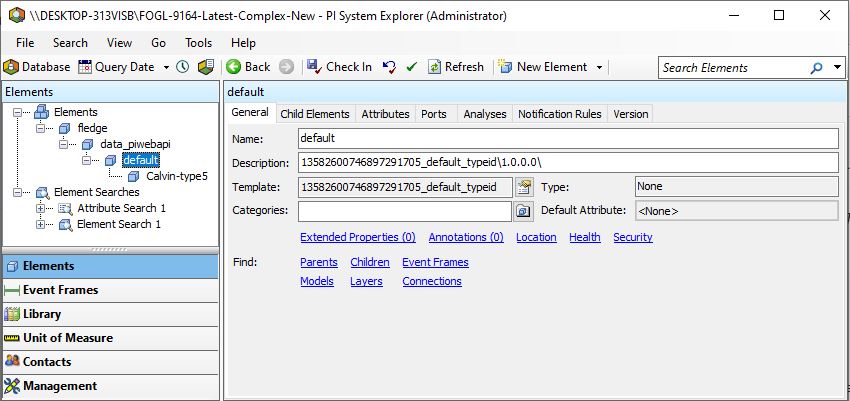 \\DESKTOP-313VISB\FOGL-9164-Latest-Complex-New - PI System Explorer (Administrator)
File Search View Go Tools Help
Database Query Date Back Check In Refresh New Element Search Elements
Elements
Elements
fledge
data_piwebapi
default
Calvin-type5
Element Searches
Attribute Search 1
Element Search 1
Elements
Event Frames
Library
Unit of Measure
Contacts
Management
default
General Child Elements Attributes Ports Analyses Notification Rules Version
Name: default
Description: 13582600746897291705_default_typeid\1.0.0.0\
Template: 13582600746897291705_default_typeid Type: None
Categories: Default Attribute: <None>
Extended Properties (0) Annotations (0) Location Health Security
Find: Parents Children Event Frames
Models Layers Connections